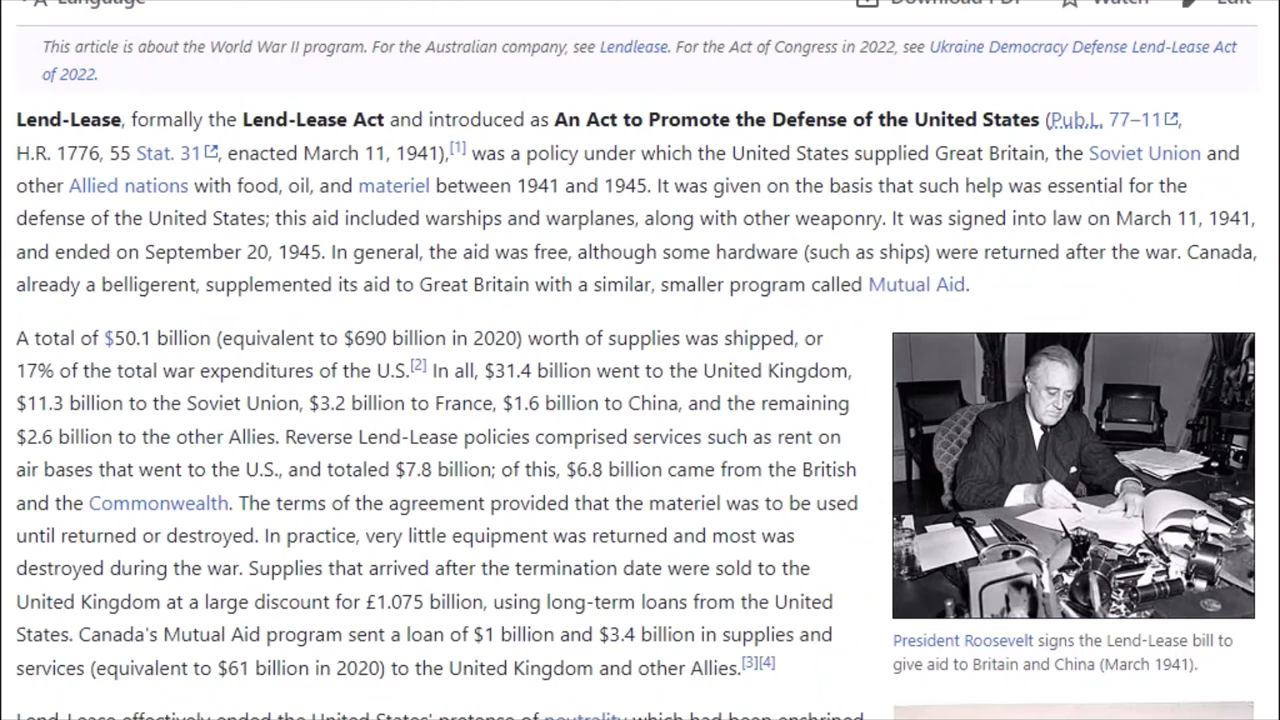 Language Download PDF Watch Edit
This article is about the World War II program. For the Australian company, see Lendlease. For the Act of Congress in 2022, see Ukraine Democracy Defense Lend-Lease Act
of 2022.
Lend-Lease, formally the Lend-Lease Act and introduced as An Act to Promote the Defense of the United States (Pub.L. 77–11,
H.R. 1776, 55 Stat. 31, enacted March 11, 1941),[1] was a policy under which the United States supplied Great Britain, the Soviet Union and
other Allied nations with food, oil, and materiel between 1941 and 1945. It was given on the basis that such help was essential for the
defense of the United States; this aid included warships and warplanes, along with other weaponry. It was signed into law on March 11, 1941,
and ended on September 20, 1945. In general, the aid was free, although some hardware (such as ships) were returned after the war. Canada,
already a belligerent, supplemented its aid to Great Britain with a similar, smaller program called Mutual Aid.
A total of $50.1 billion (equivalent to $690 billion in 2020) worth of supplies was shipped, or
17% of the total war expenditures of the U.S.[2] In all, $31.4 billion went to the United Kingdom,
$11.3 billion to the Soviet Union, $3.2 billion to France, $1.6 billion to China, and the remaining
$2.6 billion to the other Allies. Reverse Lend-Lease policies comprised services such as rent on
air bases that went to the U.S., and totaled $7.8 billion; of this, $6.8 billion came from the British
and the Commonwealth. The terms of the agreement provided that the materiel was to be used
until returned or destroyed. In practice, very little equipment was returned and most was
destroyed during the war. Supplies that arrived after the termination date were sold to the
United Kingdom at a large discount for £1.075 billion, using long-term loans from the United
States. Canada's Mutual Aid program sent a loan of $1 billion and $3.4 billion in supplies and
services (equivalent to $61 billion in 2020) to the United Kingdom and other Allies.[3][4]
President Roosevelt signs the Lend-Lease bill to
give aid to Britain and China (March 1941).
Lend-Lease effectively ended the United States' pretense of neutrality which had been enshrined